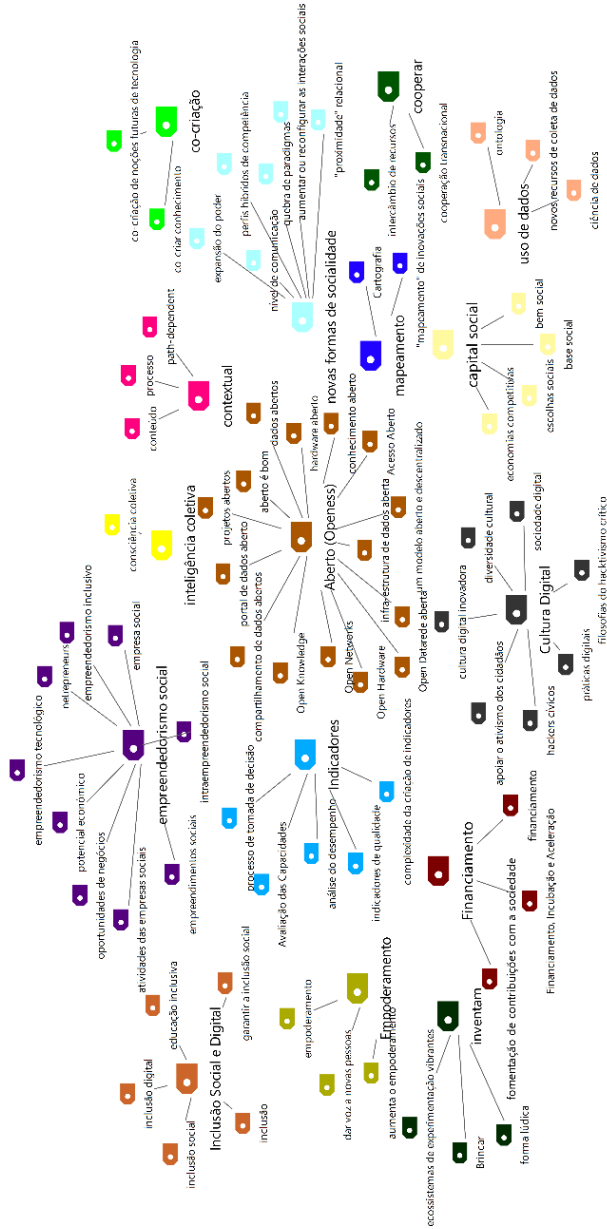 inclusão digital
educação inclusiva
inclusão social
Inclusão Social e Digital
garantir a inclusão social
inclusão
empreendedorismo tecnológico
netrepreneurs
empreendedorismo inclusivo
potencial econômico
empresa social
oportunidades de negócios
atividades das empresas sociais
empreendedorismo social
empreendimentos sociais
intraempreendedorismo social
consciência coletiva
inteligência coletiva
conteúdo
processo
path-dependent
contextual
co-criação de noções futuras de tecnologia
co-criar conhecimento
co-criação
empoderamento
dar voz a novas pessoas
Empoderamento
aumenta o empoderamento
processo de tomada de decisão
Avaliação das Capacidades
Indicadores
análise do desempenho
indicadores de qualidade
complexidade da criação de indicadores
projetos abertos
portal de dados aberto
aberto é bom
dados abertos
compartilhamento de dados abertos
hardware aberto
Open Knowledge
Aberto (Openess)
conhecimento aberto
Open Networks
Acesso Aberto
Open Hardware
infra-estrutura de dados aberta
Open Data
rede aberta
um modelo aberto e descentralizado
expansão do poder
perfis híbridos de competência
nível de comunicação
quebra de paradigmas
aumentar ou reconfigurar as interações sociais
novas formas de socialidade
"proximidade" relacional
Cartografia
mapeamento
"mapeamento" de inovações sociais
intercâmbio de recursos
cooperar
cooperação transnacional
ecossistemas de experimentação vibrantes
inventam
Brincar
forma lúdica
Financiamento
financiamento
fomentação de contribuições com a sociedade
Financiamento, Incubação e Aceleração
cultura digital inovadora
diversidade cultural
apoiar o ativismo dos cidadãos
sociedade digital
Cultura Digital
hackers cívicos
práticas digitais
filosofias do hacktivismo crítico
capital social
economias competitivas
bem social
escolhas sociais
base social
ontologia
uso de dados
novos recursos de coleta de dados
ciência de dados